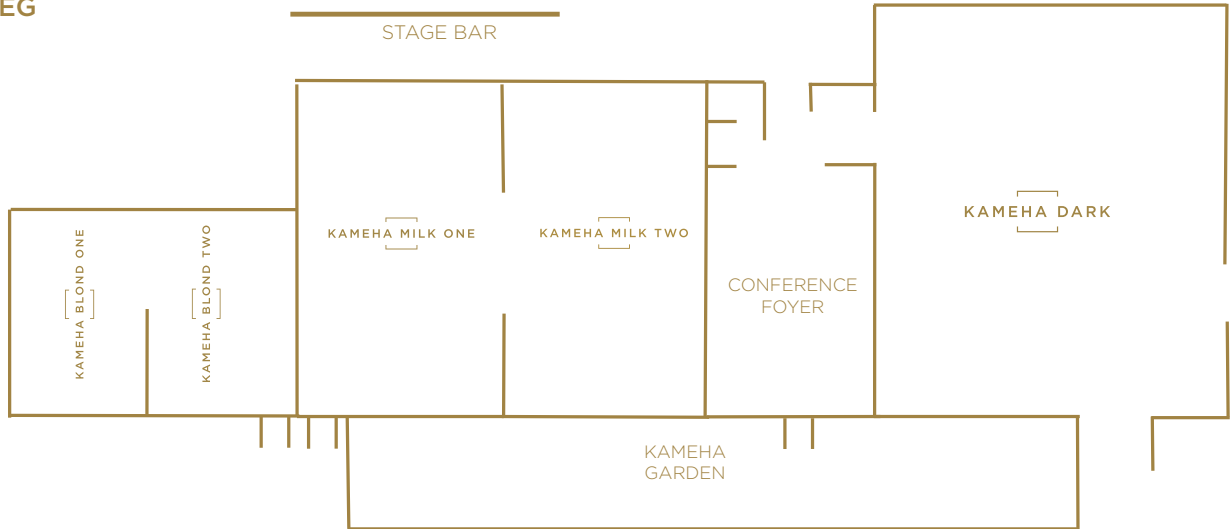 EG
STAGE BAR
KAMEHA BLOND ONE
KAMEHA BLOND TWO
KAMEHA MILK ONE
KAMEHA MILK TWO
KAMEHA DARK
CONFERENCE
FOYER
KAMEHA
GARDEN